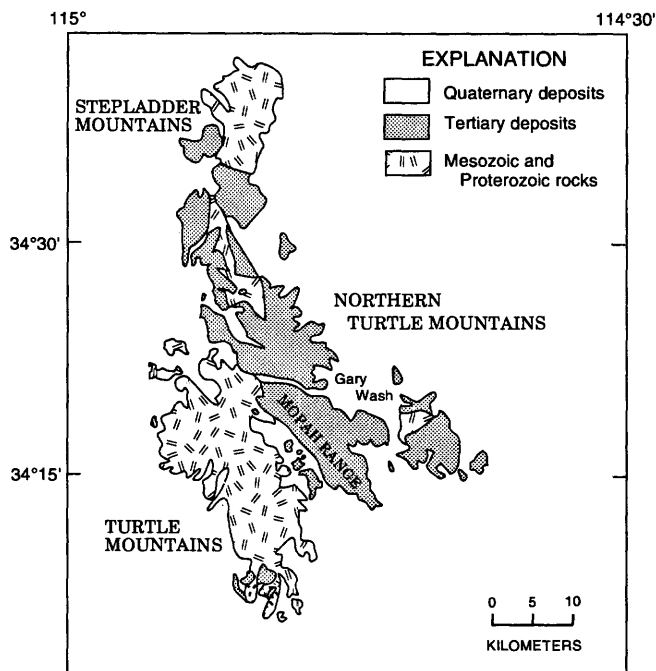 115°
114°30'
EXPLANATION
Quaternary deposits
Tertiary deposits
Mesozoic and
Proterozoic rocks
STEPLADDER
MOUNTAINS
34°30'
NORTHERN
TURTLE MOUNTAINS
Gary
Wash
MOPAH RANGE
34°15'
TURTLE
MOUNTAINS
0 5 10
KILOMETERS